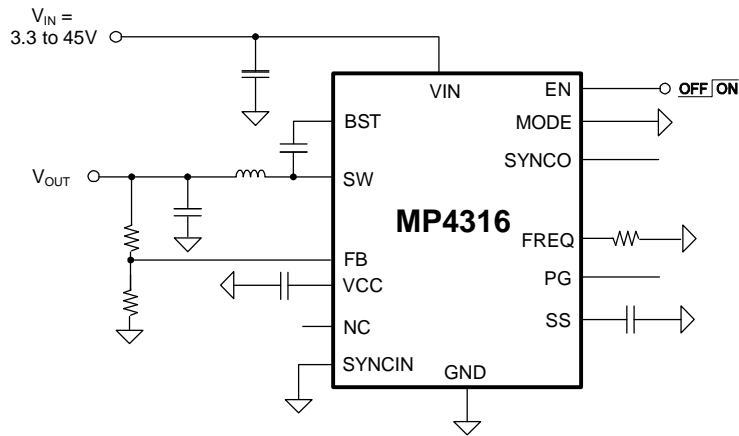 V_IN =
3.3 to 45V
VIN
EN
OFF ON
BST
MODE
SYNCO
V_OUT
SW
MP4316
FREQ
FB
PG
VCC
SS
NC
SYNCIN
GND